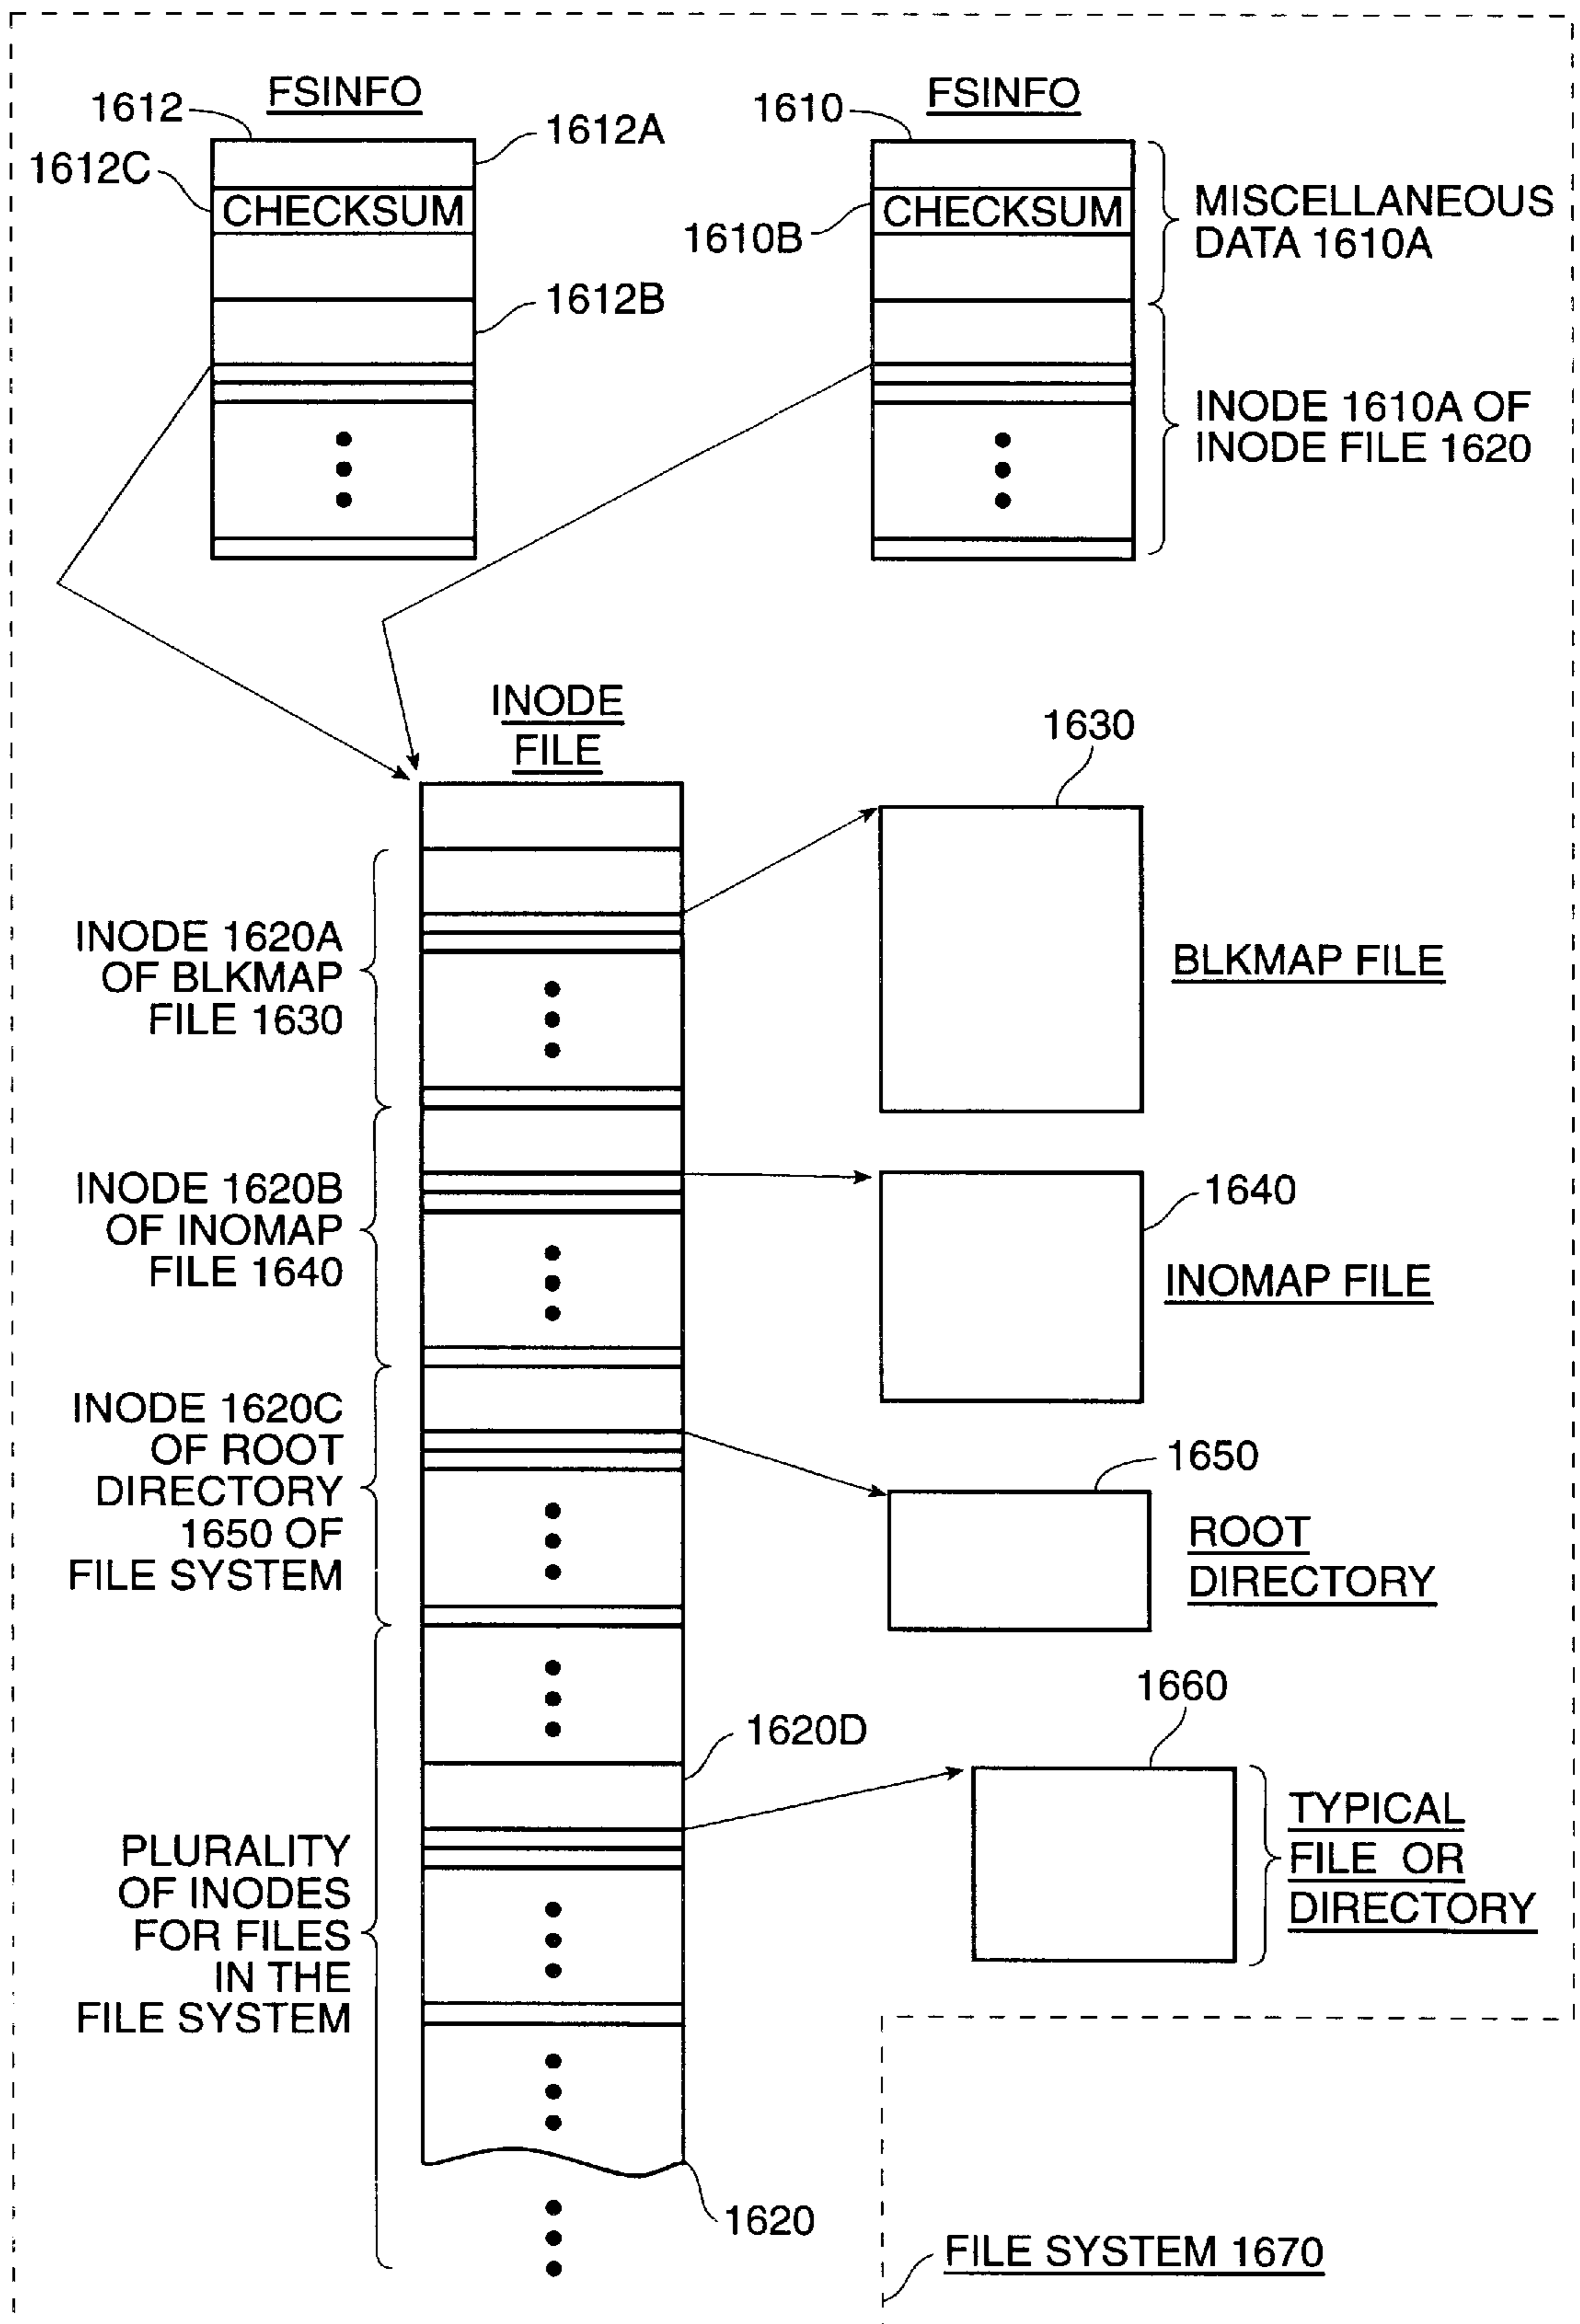 FSINFO
1612
1612A
1612C
CHECKSUM
1612B
FSINFO
1610
CHECKSUM
1610B
MISCELLANEOUS
DATA 1610A
INODE 1610A OF
INODE FILE 1620
INODE
FILE
1630
INODE 1620A
OF BLKMAP
FILE 1630
BLKMAP FILE
INODE 1620B
OF INOMAP
FILE 1640
1640
INOMAP FILE
INODE 1620C
OF ROOT
DIRECTORY
1650 OF
FILE SYSTEM
1650
ROOT
DIRECTORY
1660
1620D
TYPICAL
FILE OR
DIRECTORY
PLURALITY
OF INODES
FOR FILES
IN THE
FILE SYSTEM
1620
FILE SYSTEM 1670